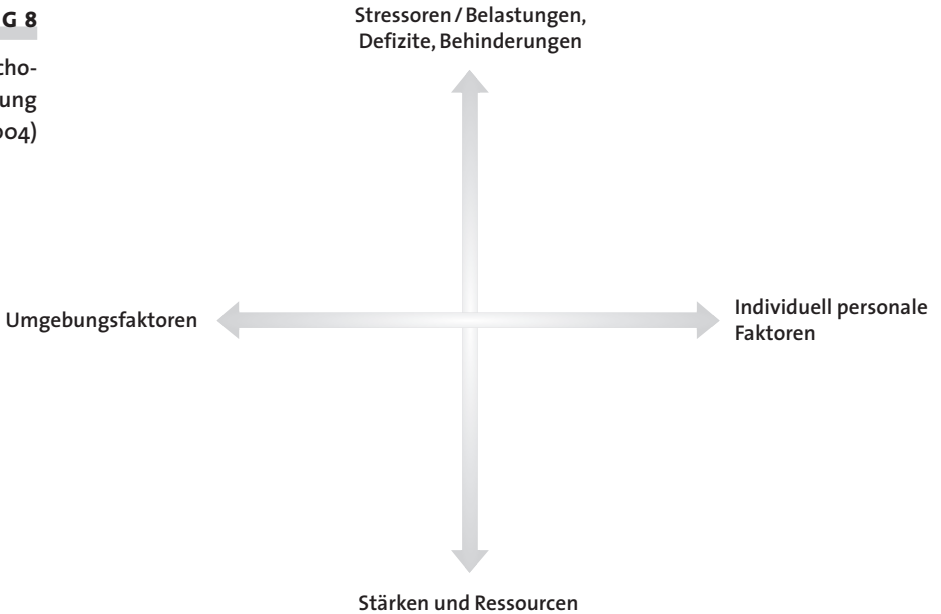 G 8
cho-
ung
004)
Stressoren / Belastungen,
Defizite, Behinderungen
Umgebungsfaktoren
Individuell personale
Faktoren
Stärken und Ressourcen